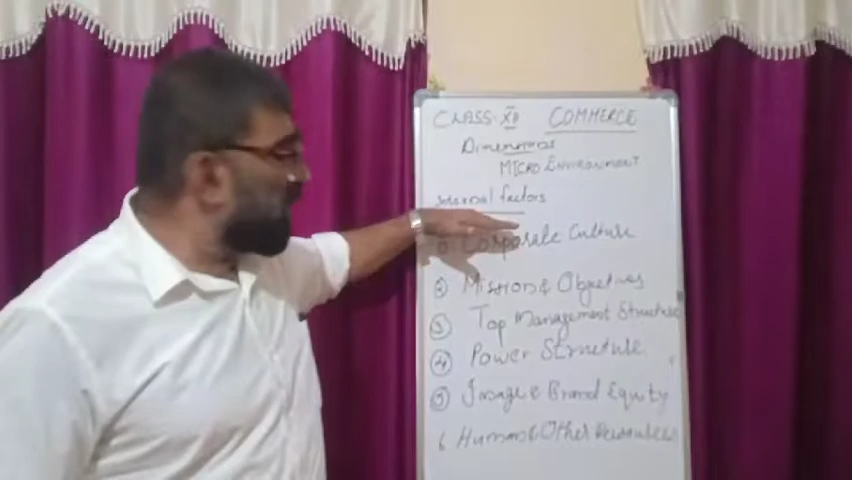 CLASS-XII COMMERCE
Dimensions
MICRO ENVIRONMENT
Internal factors
① Corporate Culture
② Mission & Objectives
③ Top Management Structure
④ Power Structure
⑤ Image & Brand Equity
6 Human & Other Resources